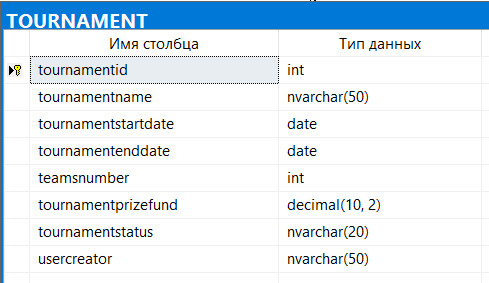 TOURNAMENT
Имя столбца Тип данных
tournamentid int
tournamentname nvarchar(50)
tournamentstartdate date
tournamentenddate date
teamsnumber int
tournamentprizefund decimal(10, 2)
tournamentstatus nvarchar(20)
usercreator nvarchar(50)